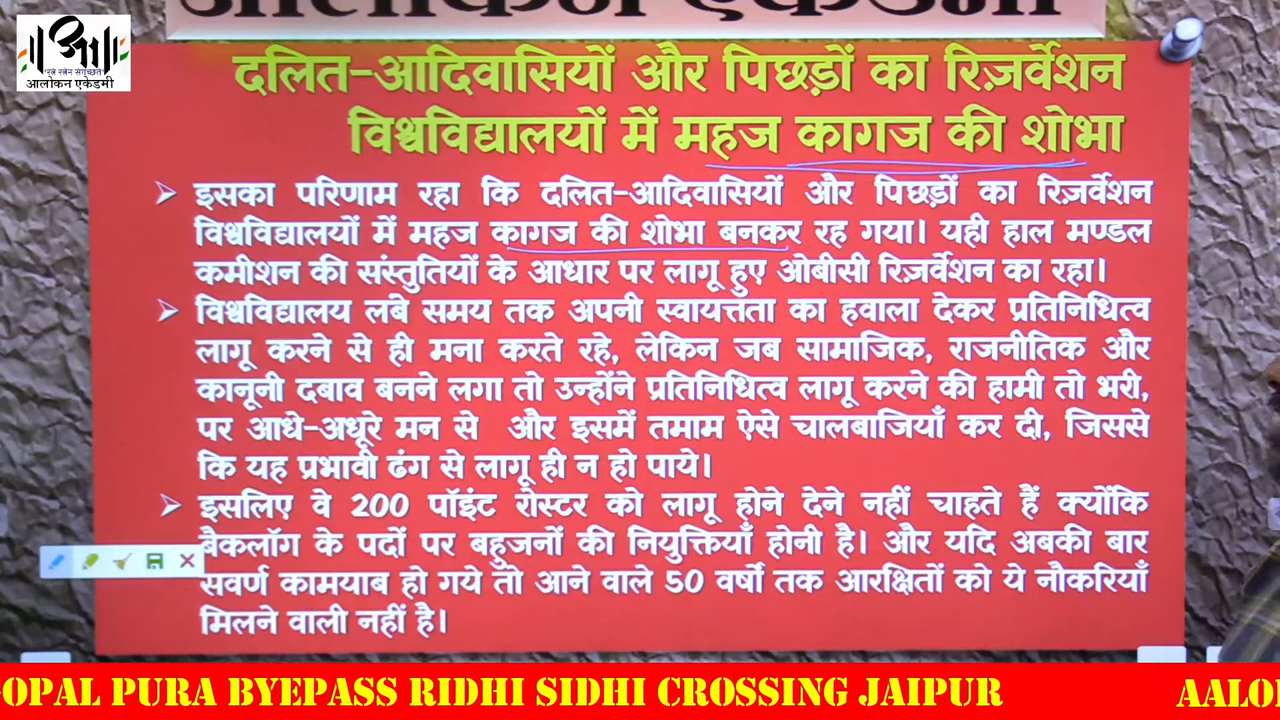 आलोकन एकेडमी
आलोकन एकेडमी
दलित-आदिवासियों और पिछड़ों का रिज़र्वेशन
विश्वविद्यालयों में महज कागज की शोभा
इसका परिणाम रहा कि दलित-आदिवासियों और पिछड़ों का रिज़र्वेशन
विश्वविद्यालयों में महज कागज की शोभा बनकर रह गया। यही हाल मण्डल
कमीशन की संस्तुतियों के आधार पर लागू हुए ओबीसी रिज़र्वेशन का रहा।
विश्वविद्यालय लंबे समय तक अपनी स्वायत्तता का हवाला देकर प्रतिनिधित्व
लागू करने से ही मना करते रहे, लेकिन जब सामाजिक, राजनीतिक और
कानूनी दबाव बनने लगा तो उन्होंने प्रतिनिधित्व लागू करने की हामी तो भरी,
पर आधे-अधूरे मन से और इसमें तमाम ऐसे चालबाजियाँ कर दी, जिससे
कि यह प्रभावी ढंग से लागू ही न हो पाये।
इसलिए वे 200 पॉइंट रोस्टर को लागू होने देने नहीं चाहते हैं क्योंकि
बैकलॉग के पदों पर बहुजनों की नियुक्तियाँ होनी है। और यदि अबकी बार
सवर्ण कामयाब हो गये तो आने वाले 50 वर्षों तक आरक्षितों को ये नौकरियाँ
मिलने वाली नहीं है।
OPAL PURA BYEPASS RIDHI SIDHI CROSSING JAIPUR AALO